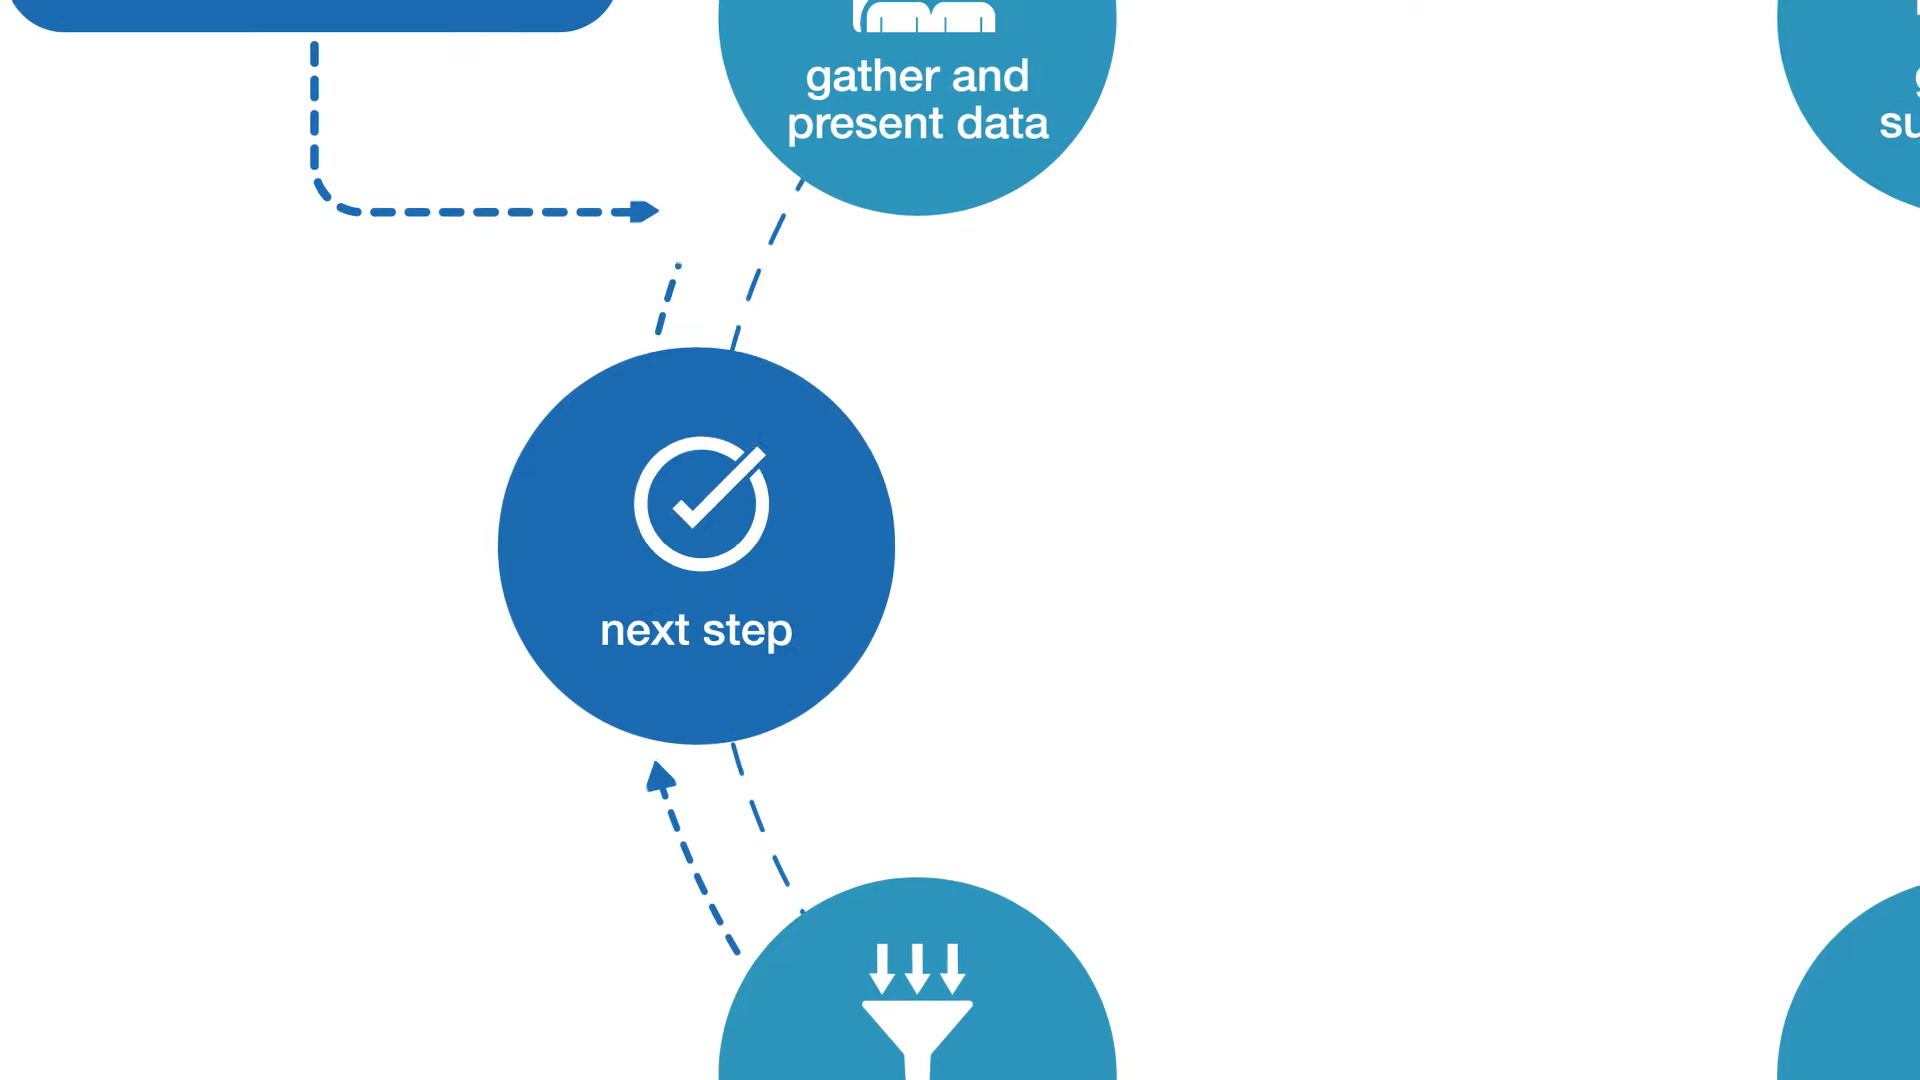 gather and
present data
next step